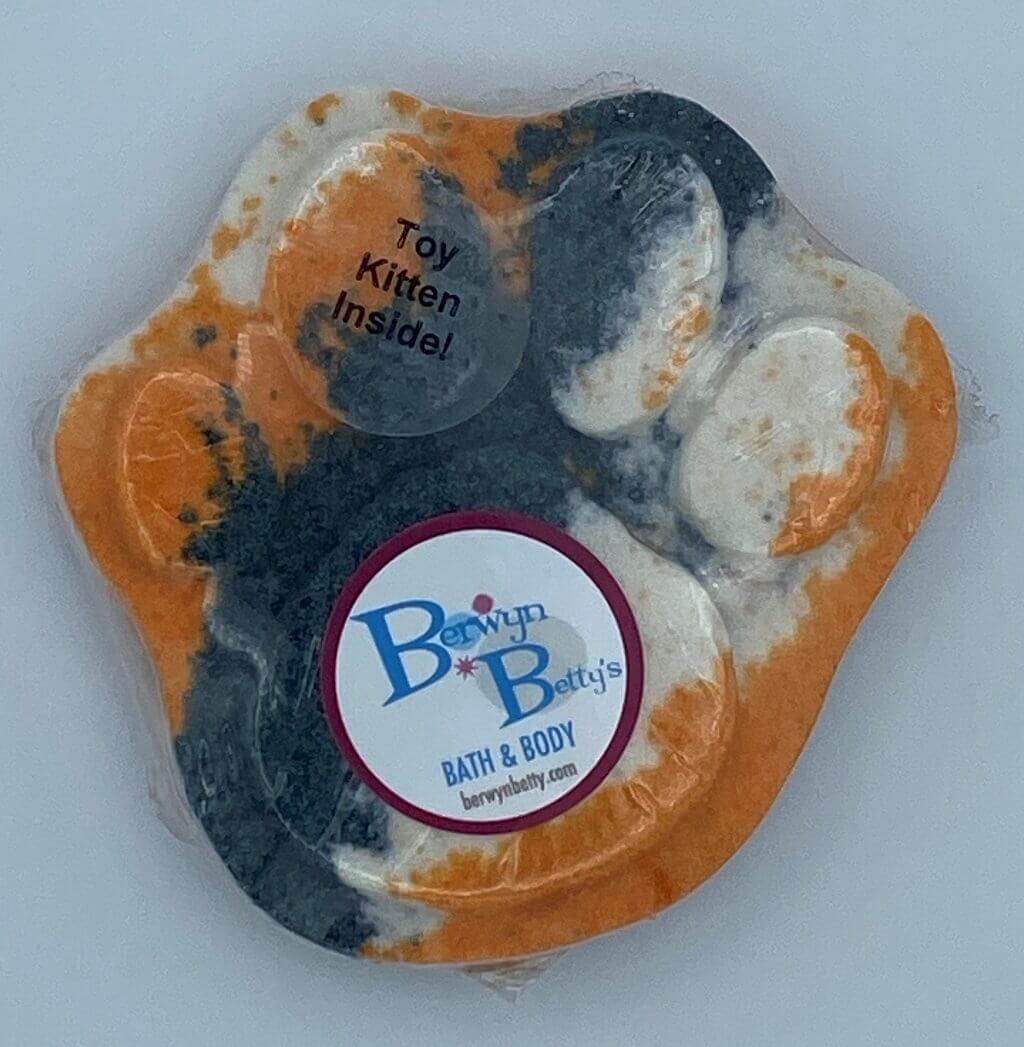 Toy
Kitten
Inside!
Berwyn
Betty's
BATH & BODY
berwynbetty.com